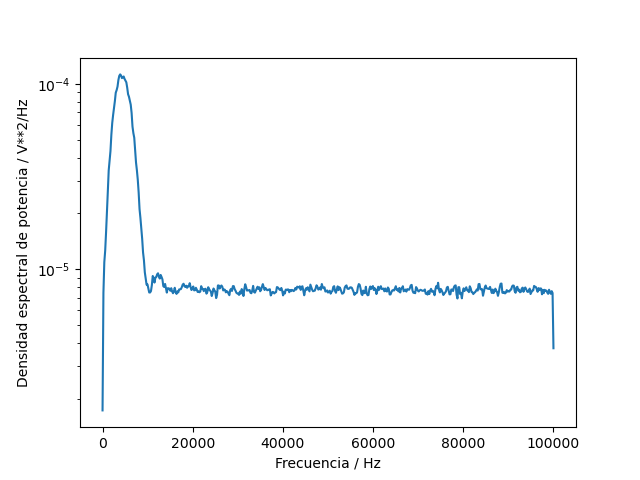 Densidad espectral de potencia / V**2/Hz
10⁻⁴
10⁻⁵
0 20000 40000 60000 80000 100000
Frecuencia / Hz